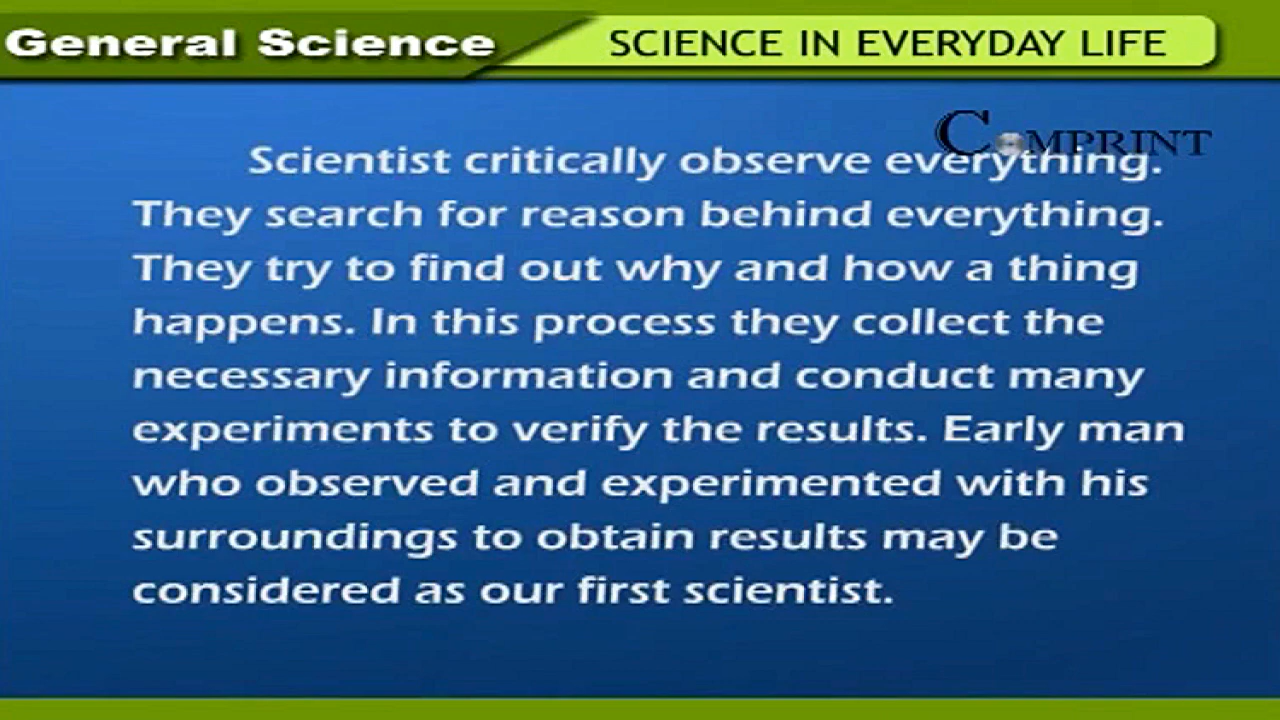 General Science
SCIENCE IN EVERYDAY LIFE
COMPRINT
Scientist critically observe everything.
They search for reason behind everything.
They try to find out why and how a thing
happens. In this process they collect the
necessary information and conduct many
experiments to verify the results. Early man
who observed and experimented with his
surroundings to obtain results may be
considered as our first scientist.